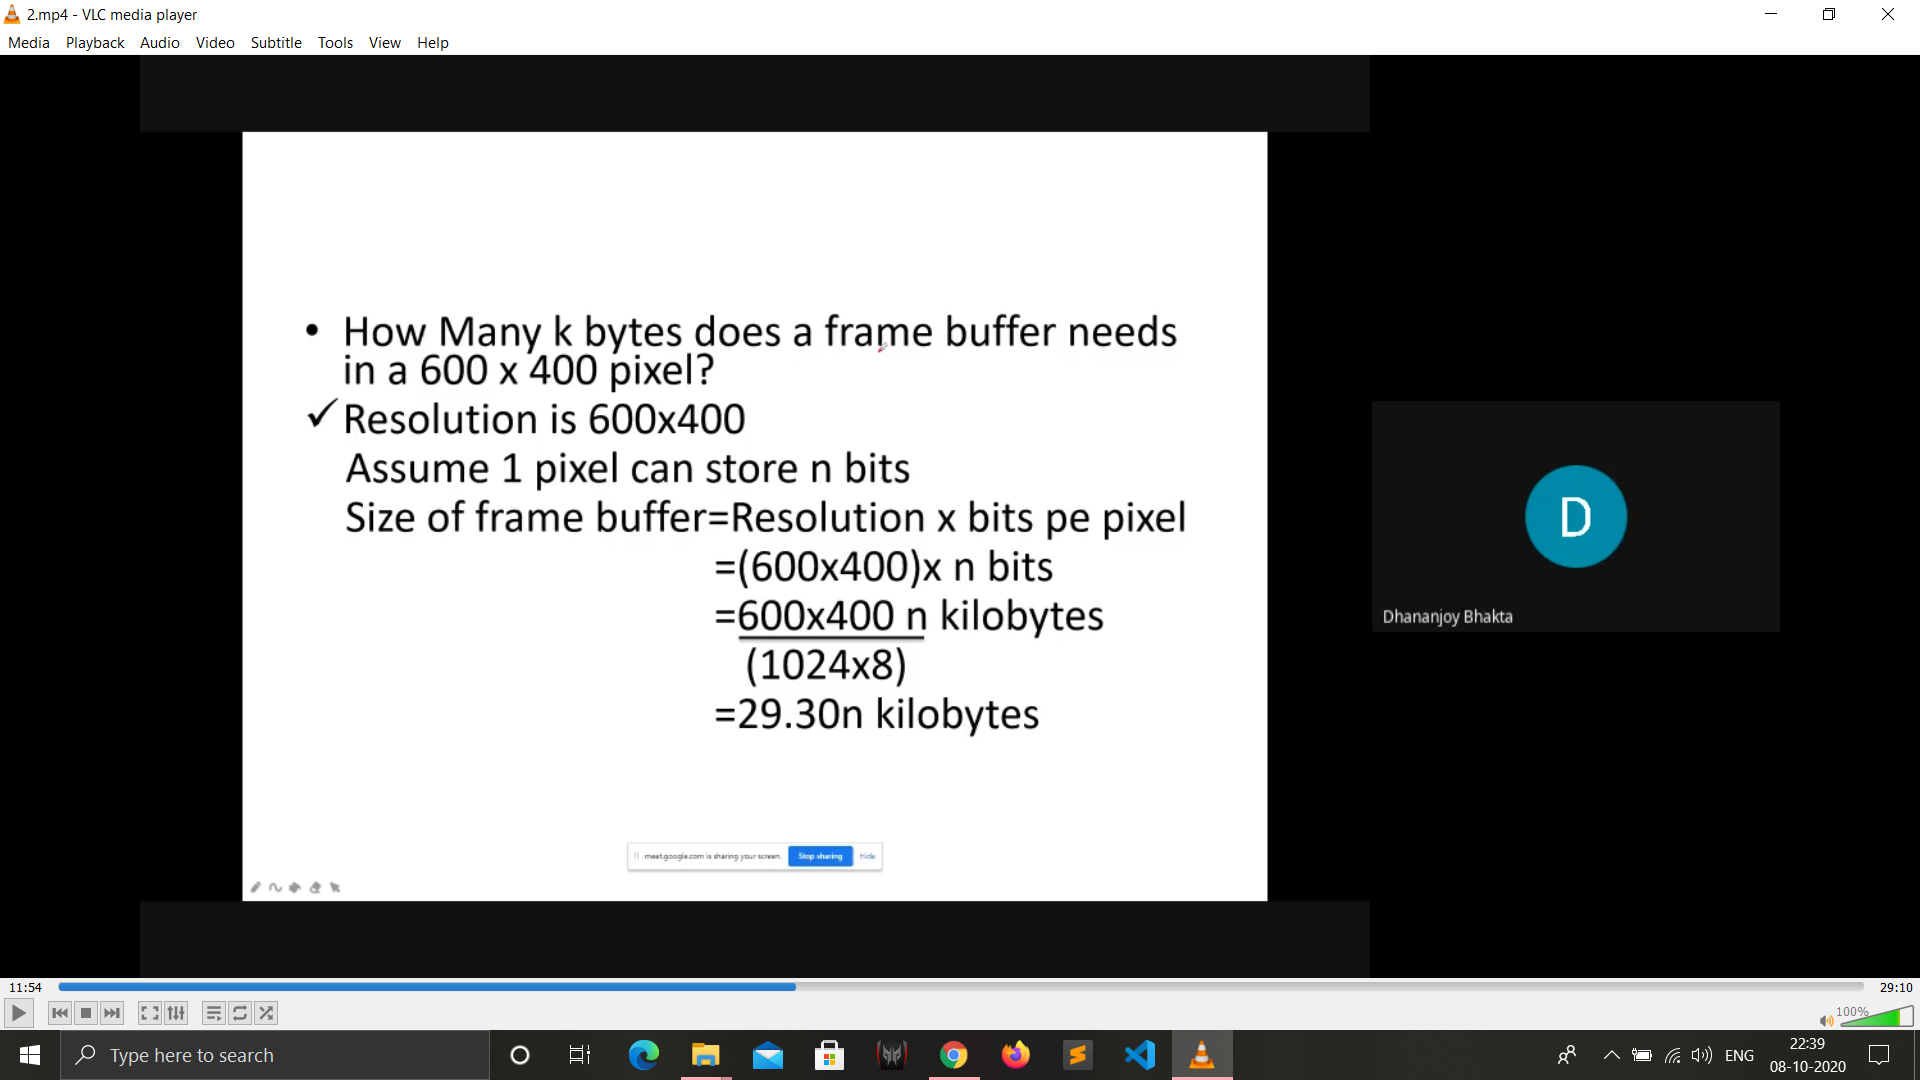 2.mp4 - VLC media player
Media Playback Audio Video Subtitle Tools View Help
• How Many k bytes does a frame buffer needs
in a 600 x 400 pixel?
✓Resolution is 600x400
Assume 1 pixel can store n bits
Size of frame buffer=Resolution x bits pe pixel
=(600x400)x n bits
=600x400 n kilobytes
(1024x8)
=29.30n kilobytes
D
Dhananjoy Bhakta
meet.google.com is sharing your screen. Stop sharing Hide
11:54 29:10
100%
Type here to search
ENG
22:39
08-10-2020